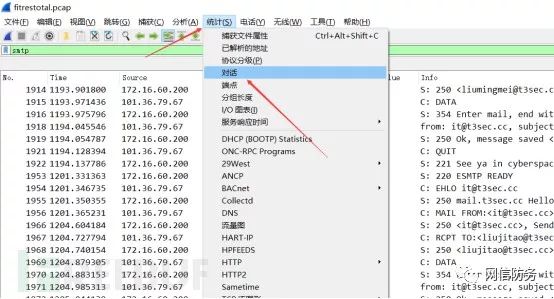 fitrestotal.pcap
文件(F) 编辑(E) 视图(V) 跳转(G) 捕获(C) 分析(A) 统计(S) 电话(Y) 无线(W) 工具(T) 帮助(H)
smtp
捕获文件属性 Ctrl+Alt+Shift+C
已解析的地址
协议分级(P)
对话
端点
分组长度
I/O 图表(I)
服务响应时间
DHCP (BOOTP) Statistics
ONC-RPC Programs
29West
ANCP
BACnet
Collectd
DNS
流量图
HART-IP
HPFEEDS
HTTP
HTTP2
Sametime
No. Time Source Info
1914 1193.901800 172.16.60.200 S: 250 <liumingmei@t3sec.
1915 1193.971436 101.36.79.67 C: DATA
1916 1193.975796 172.16.60.200 S: 354 Enter mail, end wit
1918 1194.045546 101.36.79.67 from: it@t3sec.cc, subject
1919 1194.054787 172.16.60.200 S: 250 Ok, message saved <
1921 1194.128394 101.36.79.67 C: QUIT
1922 1194.137786 172.16.60.200 S: 221 See ya in cyberspac
1950 1201.331361 172.16.60.200 S: 220 ESMTP READY
1953 1201.346735 101.36.79.67 C: EHLO it@t3sec.cc
1955 1201.350355 172.16.60.200 S: 250 mail.t3sec.cc Hello
1962 1201.365231 101.36.79.67 C: MAIL FROM:<it@t3sec.cc>
1966 1204.604184 172.16.60.200 S: 250 <it@t3sec.cc>, Send
1967 1204.727794 101.36.79.67 C: RCPT TO:<liujitao@t3sec.
1968 1204.740154 172.16.60.200 S: 250 <liujitao@t3sec.cc>
1969 1204.879305 101.36.79.67 C: DATA
1970 1204.883153 172.16.60.200 S: 354
1971 1204.985313 101.36.79.67 from:
网信防务